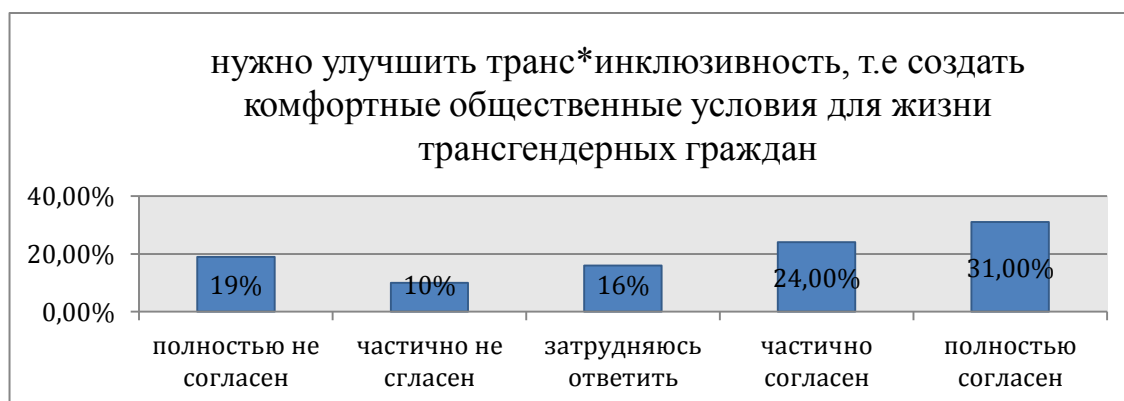 нужно улучшить транс*инклюзивность, т.е создать
комфортные общественные условия для жизни
трансгендерных граждан
40,00%
20,00%
0,00%
19%
10%
16%
24,00%
31,00%
полностью не
согласен
частично не
сгласен
затрудняюсь
ответить
частично
согласен
полностью
согласен